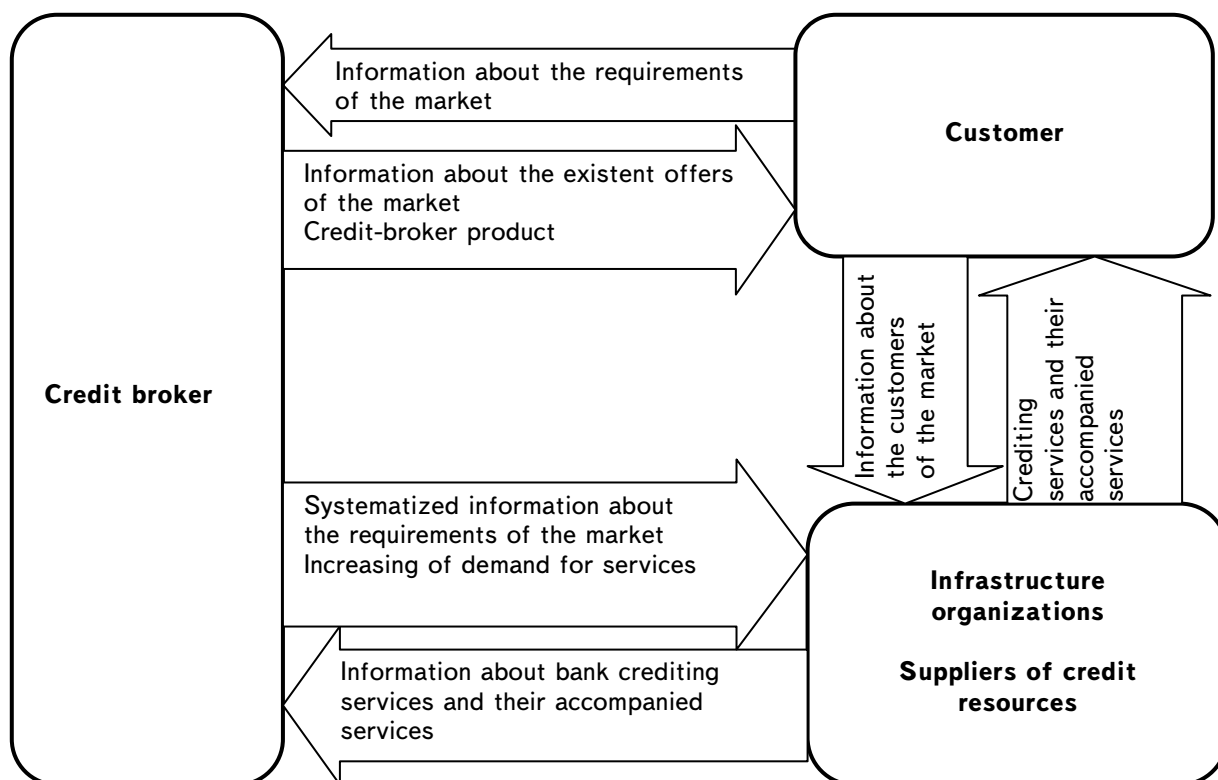 Information about the requirements
of the market
Customer
Information about the existent offers
of the market
Credit-broker product
Credit broker
Information about
the customers
of the market
Crediting
services and their
accompanied
services
Systematized information about
the requirements of the market
Increasing of demand for services
Infrastructure
organizations
Suppliers of credit
resources
Information about bank crediting
services and their accompanied
services